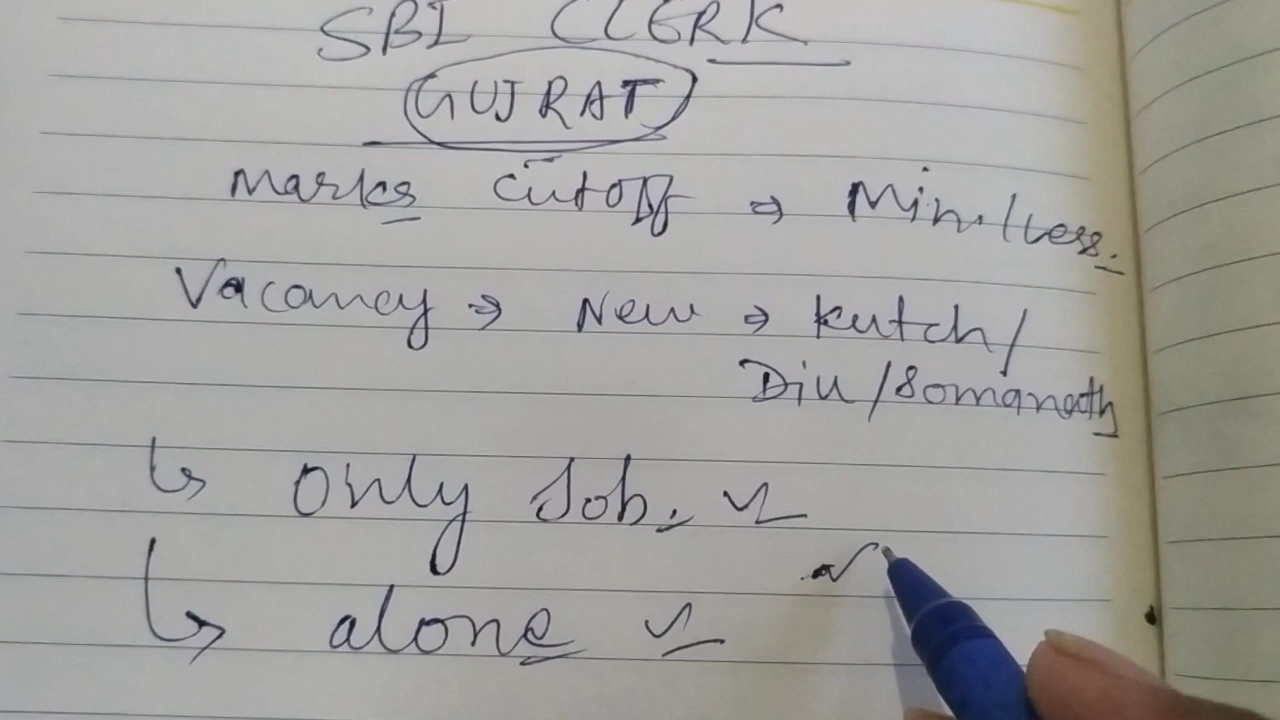 SBI CLERK
GUJRAT
Marks cutoff ⇒ Min./Less.
Vacancy ⇒ New ⇒ Kutch/
Diu/Somanath
↳ Only Job.
↳ alone